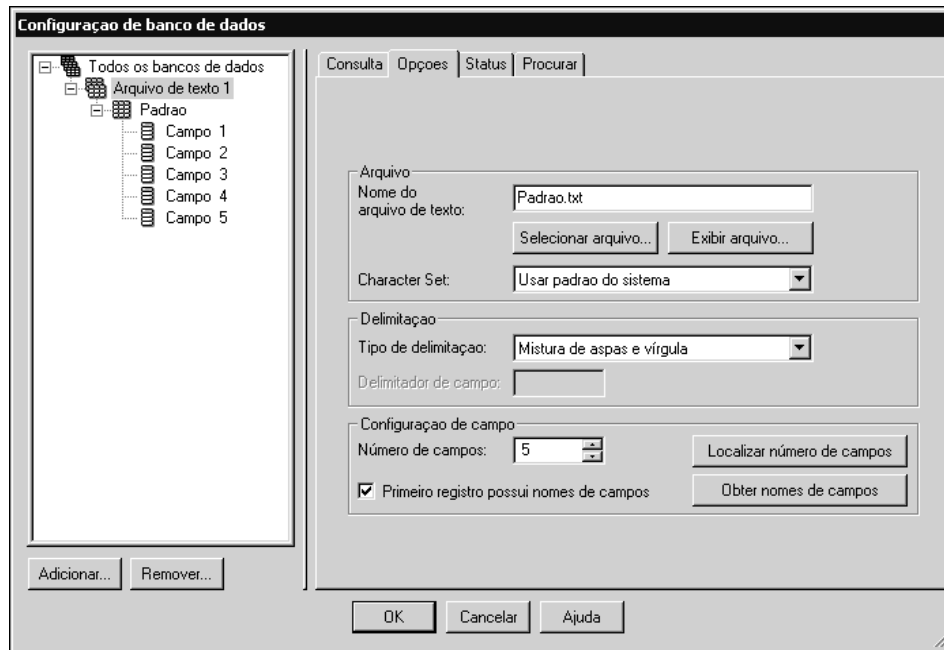 Configuraçao de banco de dados
Todos os bancos de dados
Arquivo de texto 1
Padrao
Campo 1
Campo 2
Campo 3
Campo 4
Campo 5
Adicionar...
Remover...
Consulta
Opçoes
Status
Procurar
Arquivo
Nome do
arquivo de texto:
Padrao.txt
Selecionar arquivo...
Exibir arquivo...
Character Set:
Usar padrao do sistema
Delimitaçao
Tipo de delimitaçao:
Mistura de aspas e vírgula
Delimitador de campo:
Configuraçao de campo
Número de campos:
5
Localizar número de campos
Primeiro registro possui nomes de campos
Obter nomes de campos
OK
Cancelar
Ajuda